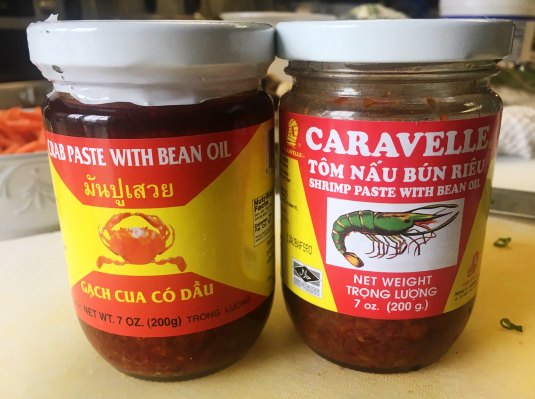 CRAB PASTE WITH BEAN OIL
มันปูเสวย
GẠCH CUA CÓ DẦU
NET WT. 7 OZ. (200g) TRỌNG LƯỢNG
CARAVELLE
TÔM NẤU BÚN RIÊU
SHRIMP PASTE WITH BEAN OIL
NET WEIGHT
TRỌNG LƯỢNG
7 oz. (200 g.)